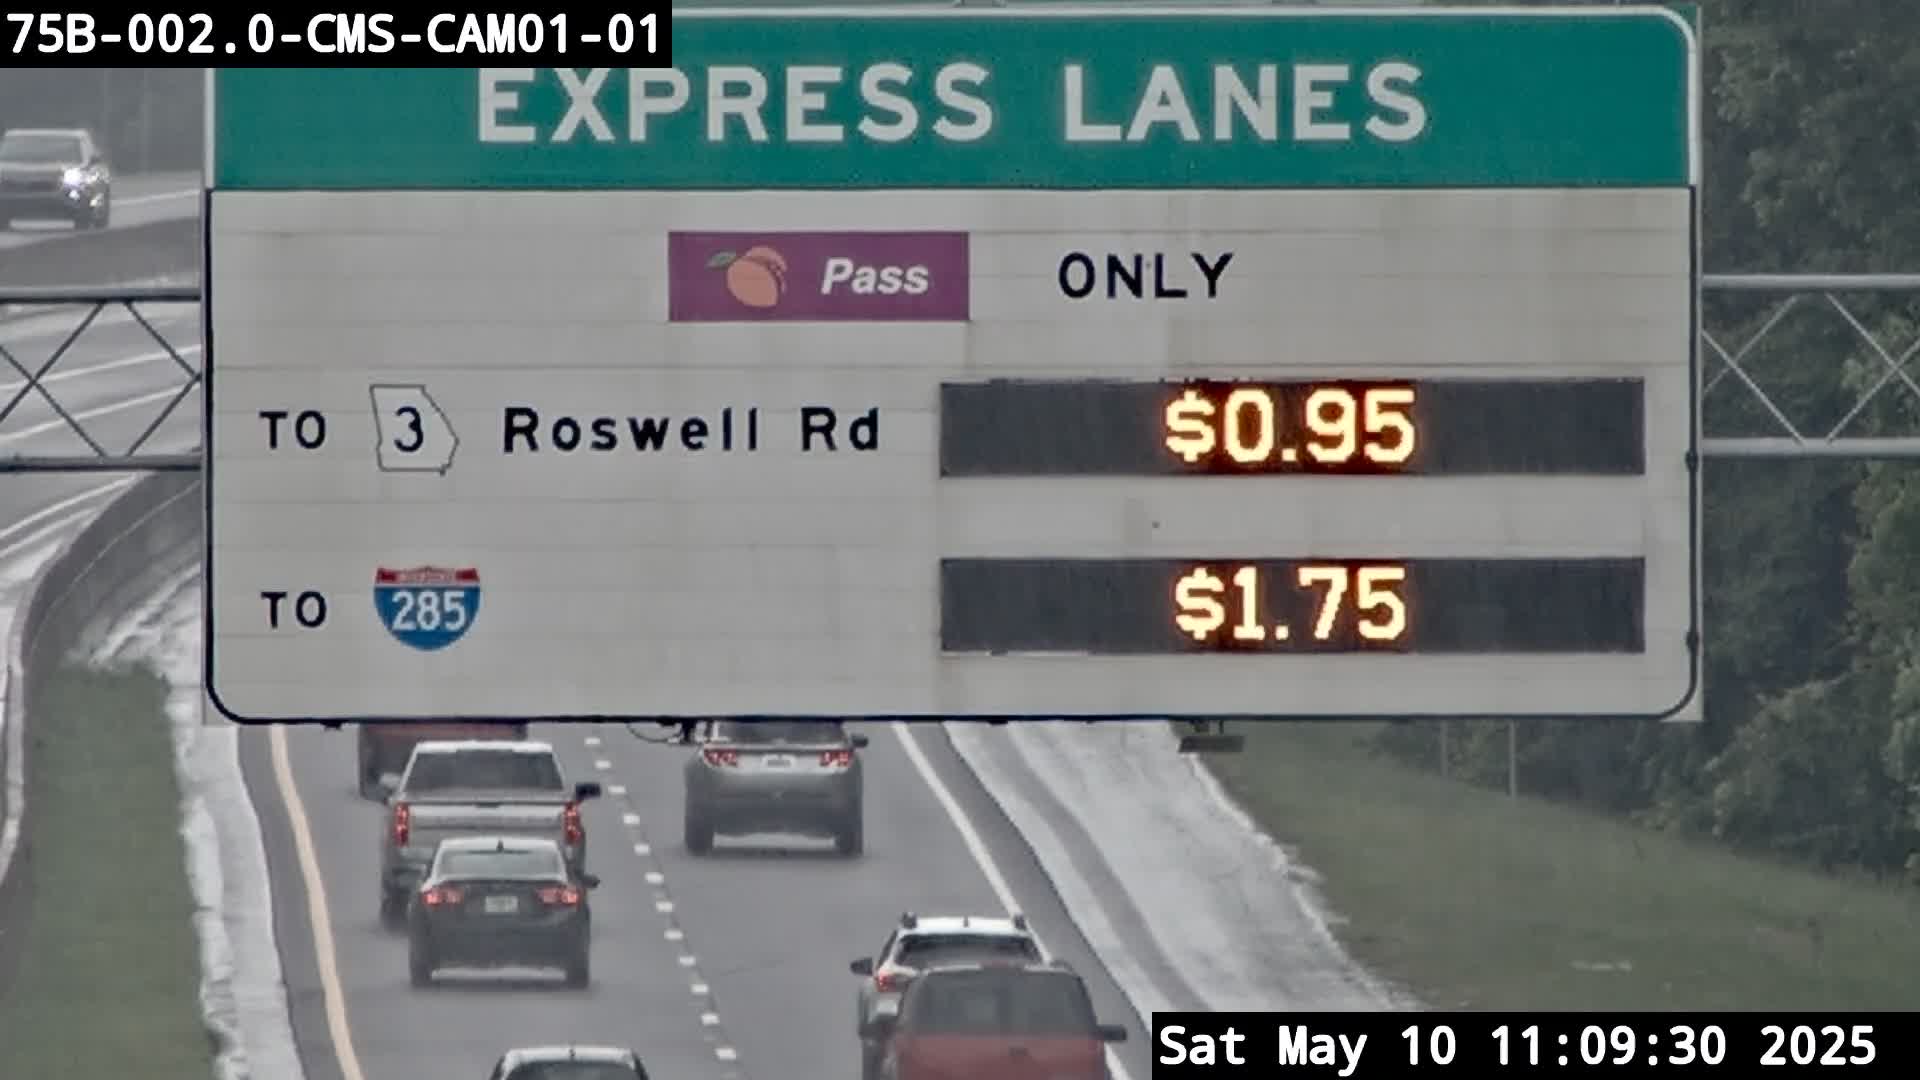 75B-002.0-CMS-CAM01-01
EXPRESS LANES
Pass ONLY
TO 3 Roswell Rd $0.95
TO 285 $1.75
Sat May 10 11:09:30 2025